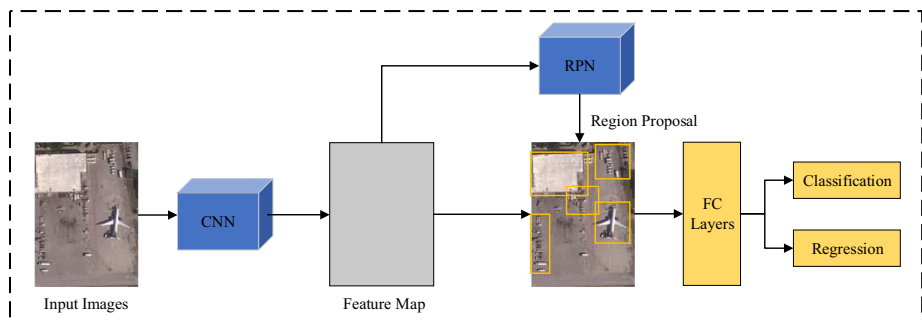 RPN
Region Proposal
CNN
FC
Layers
Classification
Regression
Input Images
Feature Map